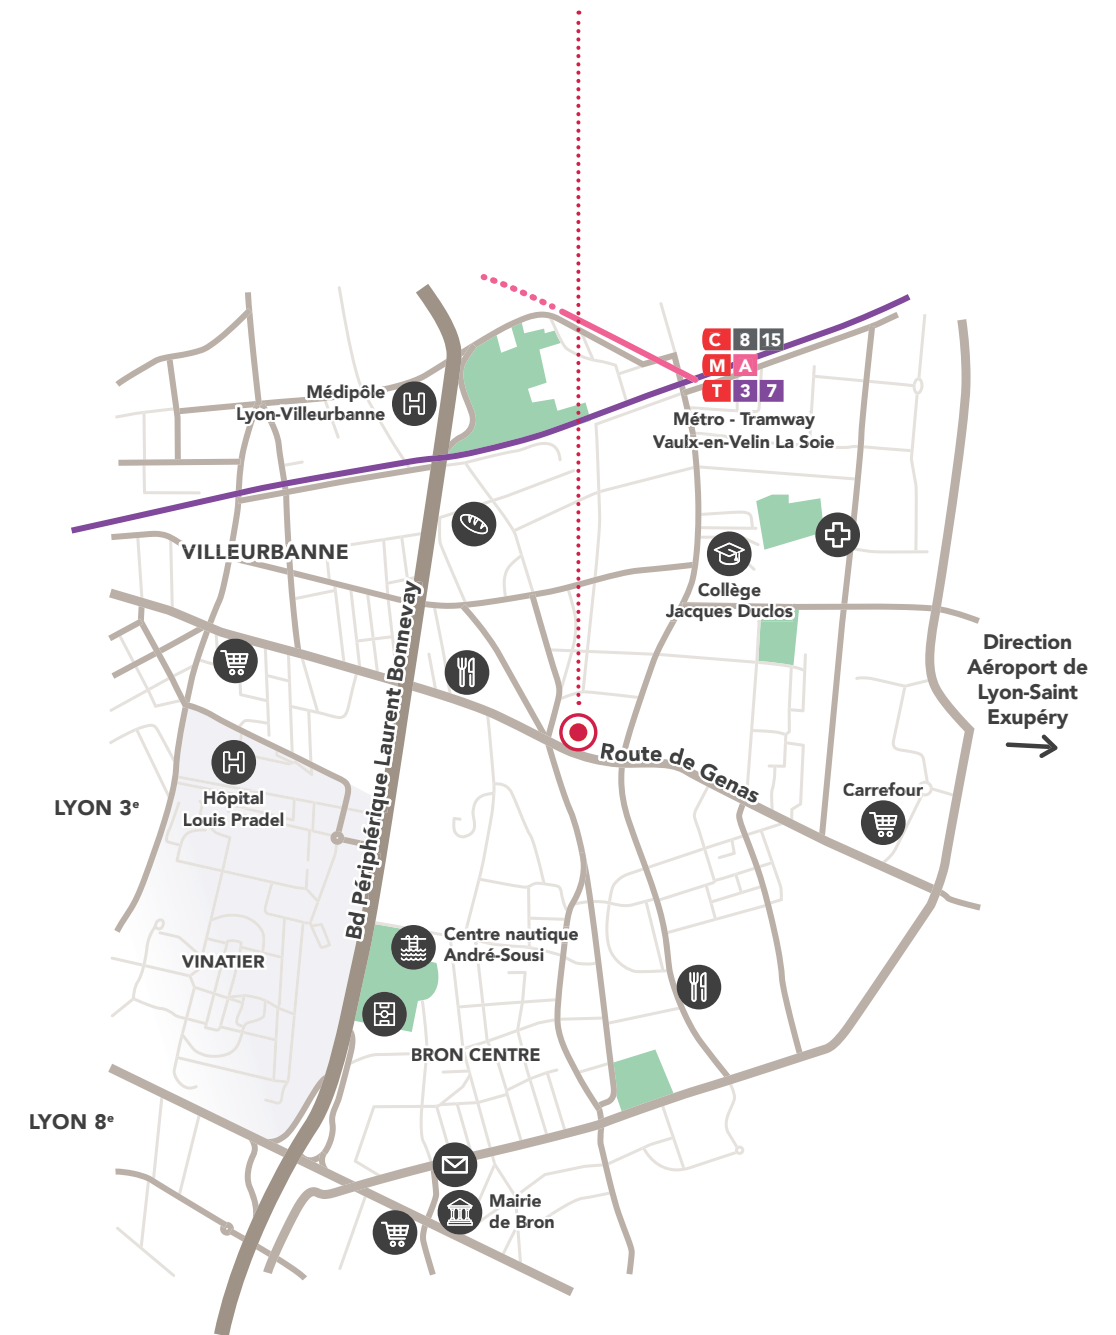 C 8 15
M A
T 3 7
Métro - Tramway
Vaulx-en-Velin La Soie
Médipôle
Lyon-Villeurbanne
H
VILLEURBANNE
Collège
Jacques Duclos
Direction
Aéroport de
Lyon-Saint
Exupéry
Bd Périphérique Laurent Bonnevay
Route de Genas
H
Hôpital
Louis Pradel
LYON 3e
Carrefour
Centre nautique
André-Sousi
VINATIER
BRON CENTRE
LYON 8e
Mairie
de Bron